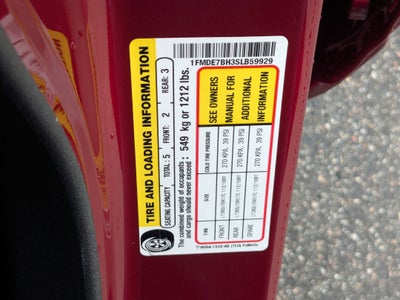 1FMDE7BH3SLB59929
TIRE AND LOADING INFORMATION
SEATING CAPACITY TOTAL: 5 FRONT: 2 REAR: 3
The combined weight of occupants
and cargo should never exceed : 549 kg or 1212 lbs.
SEE OWNERS
MANUAL FOR
ADDITIONAL
INFORMATION
TIRE SIZE COLD TIRE PRESSURE
FRONT 270 KPA, 39 PSI
REAR 270 KPA, 39 PSI
SPARE 270 KPA, 39 PSI